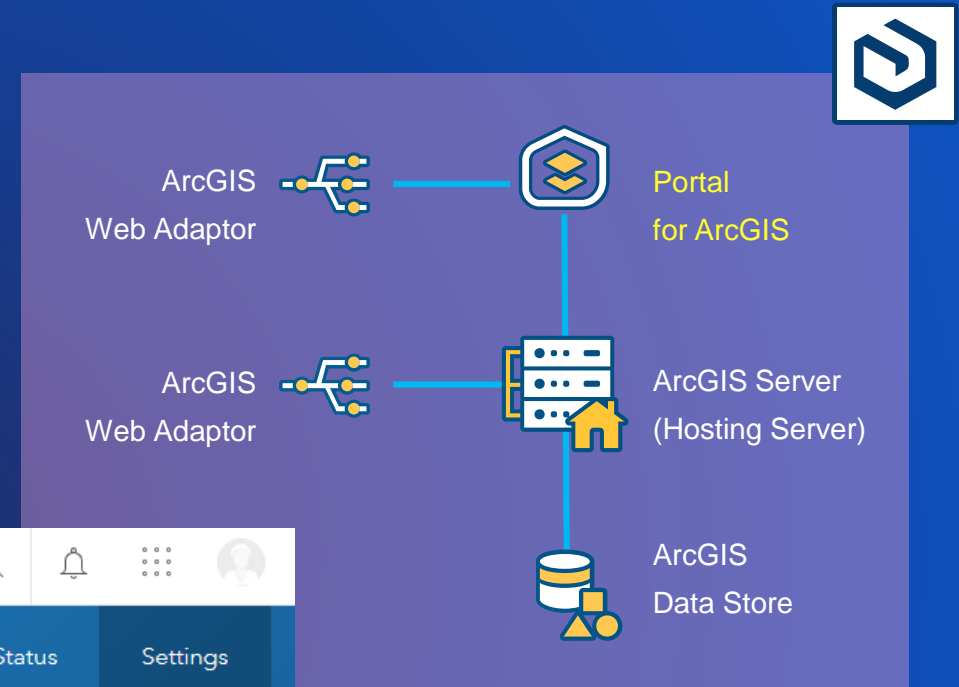 ArcGIS
Web Adaptor
Portal
for ArcGIS
ArcGIS
Web Adaptor
ArcGIS Server
(Hosting Server)
ArcGIS
Data Store
Status
Settings